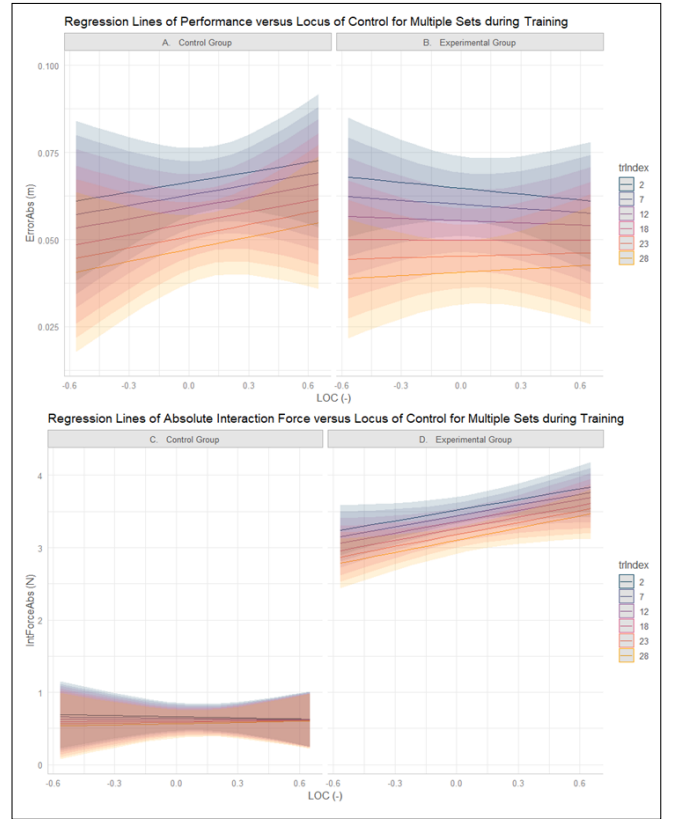 Regression Lines of Performance versus Locus of Control for Multiple Sets during Training
A. Control Group
B. Experimental Group
0.100
0.075
0.050
0.025
ErrorAbs (m)
-0.6 -0.3 0.0 0.3 0.6 -0.6 -0.3 0.0 0.3 0.6
LOC (-)
trIndex
2
7
12
18
23
28
Regression Lines of Absolute Interaction Force versus Locus of Control for Multiple Sets during Training
C. Control Group
D. Experimental Group
4
3
2
1
0
IntForceAbs (N)
-0.6 -0.3 0.0 0.3 0.6 -0.6 -0.3 0.0 0.3 0.6
LOC (-)
trIndex
2
7
12
18
23
28